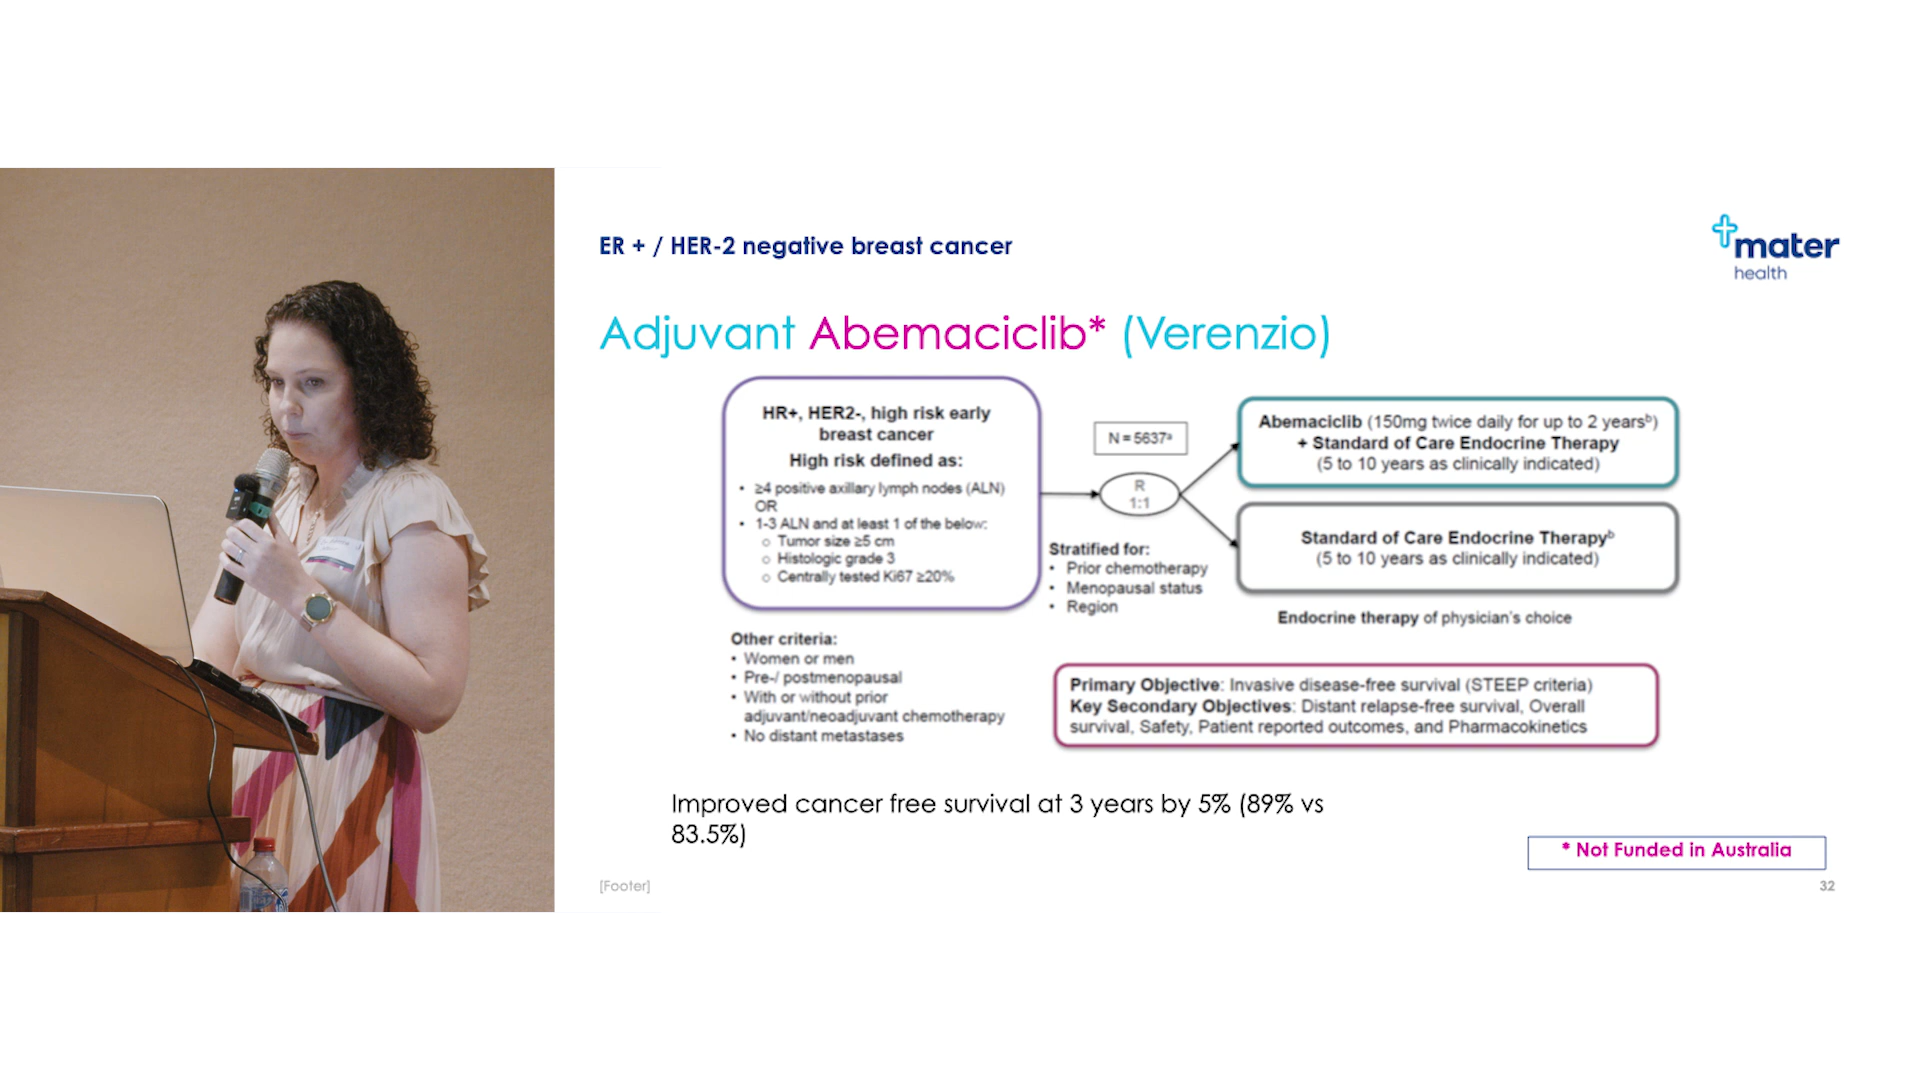 ER + / HER-2 negative breast cancer
mater
health
Adjuvant Abemaciclib* (Verenzio)
HR+, HER2-, high risk early
breast cancer
High risk defined as:
• ≥4 positive axillary lymph nodes (ALN)
OR
• 1-3 ALN and at least 1 of the below:
o Tumor size ≥5 cm
o Histologic grade 3
o Centrally tested Ki67 ≥20%
Other criteria:
• Women or men
• Pre-/ postmenopausal
• With or without prior
adjuvant/neoadjuvant chemotherapy
• No distant metastases
N = 5637ᵃ
R
1:1
Stratified for:
• Prior chemotherapy
• Menopausal status
• Region
Abemaciclib (150mg twice daily for up to 2 yearsᵇ)
+ Standard of Care Endocrine Therapy
(5 to 10 years as clinically indicated)
Standard of Care Endocrine Therapyᵇ
(5 to 10 years as clinically indicated)
Endocrine therapy of physician's choice
Primary Objective: Invasive disease-free survival (STEEP criteria)
Key Secondary Objectives: Distant relapse-free survival, Overall
survival, Safety, Patient reported outcomes, and Pharmacokinetics
Improved cancer free survival at 3 years by 5% (89% vs
83.5%)
* Not Funded in Australia
[Footer]
32